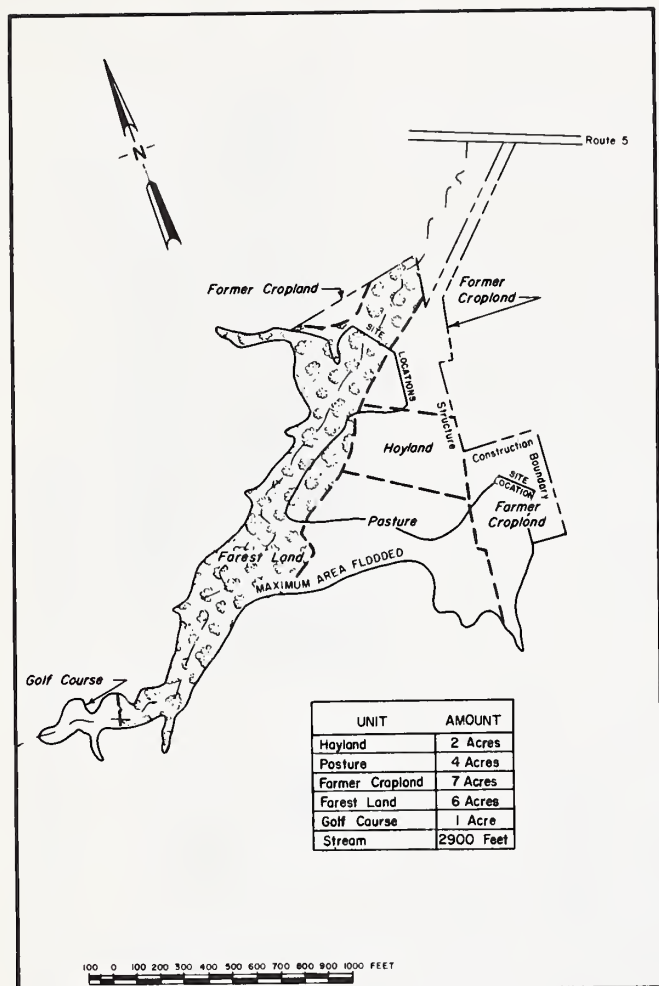 Route 5
N
Former Cropland
Former
Cropland
SITE
LOCATIONS
Structure
Hayland
Construction
Boundary
SITE
LOCATION
Former
Cropland
Pasture
Forest Land
MAXIMUM AREA FLOODED
Golf Course
UNIT AMOUNT
Hayland 2 Acres
Pasture 4 Acres
Former Cropland 7 Acres
Forest Land 6 Acres
Golf Course 1 Acre
Stream 2900 Feet
100 0 100 200 300 400 500 600 700 800 900 1000 FEET